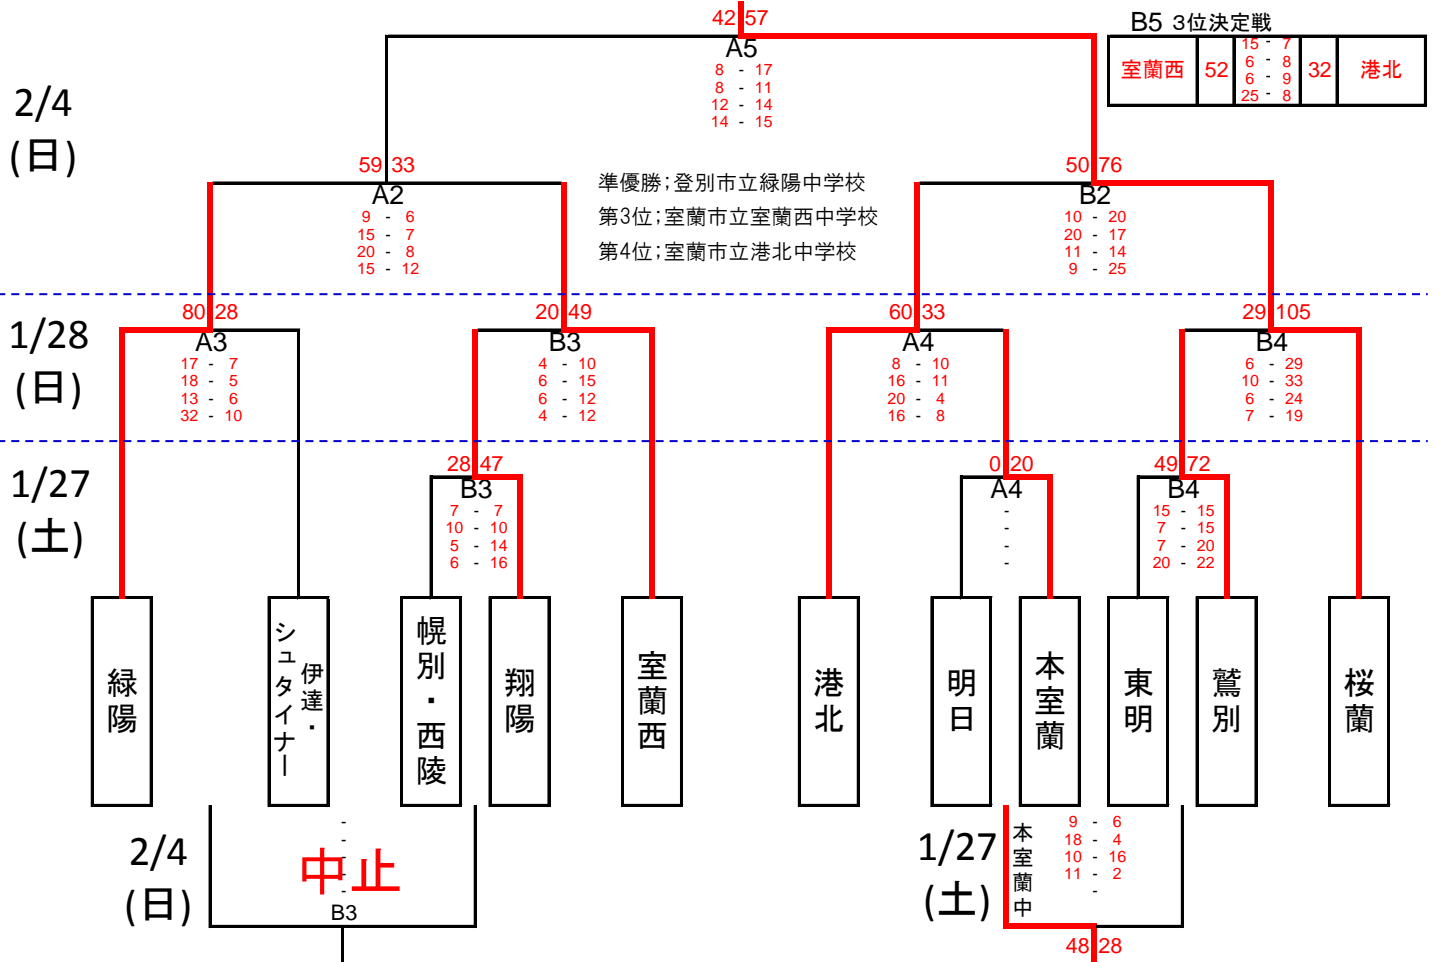 42 57
A5
8 - 17
8 - 11
12 - 14
14 - 15
B5 3位決定戦
室蘭西 52 32 港北
15 - 7
6 - 8
6 - 9
25 - 8
2/4
(日)
59 33
A2
9 - 6
15 - 7
20 - 8
15 - 12
準優勝;登別市立緑陽中学校
第3位;室蘭市立室蘭西中学校
第4位;室蘭市立港北中学校
50 76
B2
10 - 20
20 - 17
11 - 14
9 - 25
1/28
(日)
80 28
A3
17 - 7
18 - 5
13 - 6
32 - 10
20 49
B3
4 - 10
6 - 15
6 - 12
4 - 12
60 33
A4
8 - 10
16 - 11
20 - 4
16 - 8
29 105
B4
6 - 29
10 - 33
6 - 24
7 - 19
1/27
(土)
28 47
B3
7 - 7
10 - 10
5 - 14
6 - 16
0 20
A4
-
-
-
-
49 72
B4
15 - 15
7 - 15
7 - 20
20 - 22
緑陽
伊達・
シュタイナー
幌別・西陵
翔陽
室蘭西
港北
明日
本室蘭
東明
鷲別
桜蘭
2/4
(日)
-
-
-
-
-
中止
B3
1/27
(土)
本室蘭中
9 - 6
18 - 4
10 - 16
11 - 2
-
48 28